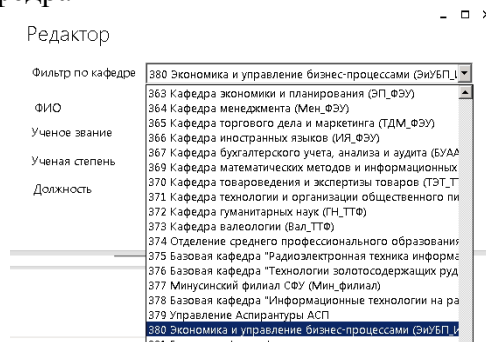 Редактор
Фильтр по кафедре
380 Экономика и управление бизнес-процессами (ЭиУБП_
ФИО
Ученое звание
Ученая степень
Должность
363 Кафедра экономики и планирования (ЭП_ФЭУ)
364 Кафедра менеджмента (Мен_ФЭУ)
365 Кафедра торгового дела и маркетинга (ТДМ_ФЭУ)
366 Кафедра иностранных языков (ИЯ_ФЭУ)
367 Кафедра бухгалтерского учета, анализа и аудита (БУАА
369 Кафедра математических методов и информационных
370 Кафедра товароведения и экспертизы товаров (ТЭТ_Т
371 Кафедра технологии и организации общественного пи
372 Кафедра гуманитарных наук (ГН_ТТФ)
373 Кафедра валеологии (Вал_ТТФ)
374 Отделение среднего профессионального образования
375 Базовая кафедра "Радиоэлектронная техника информа
376 Базовая кафедра "Технологии золотосодержащих руд
377 Минусинский филиал СФУ (Мин_филиал)
378 Базовая кафедра "Информационные технологии на ра
379 Управление Аспирантуры АСП
380 Экономика и управление бизнес-процессами (ЭиУБП_И